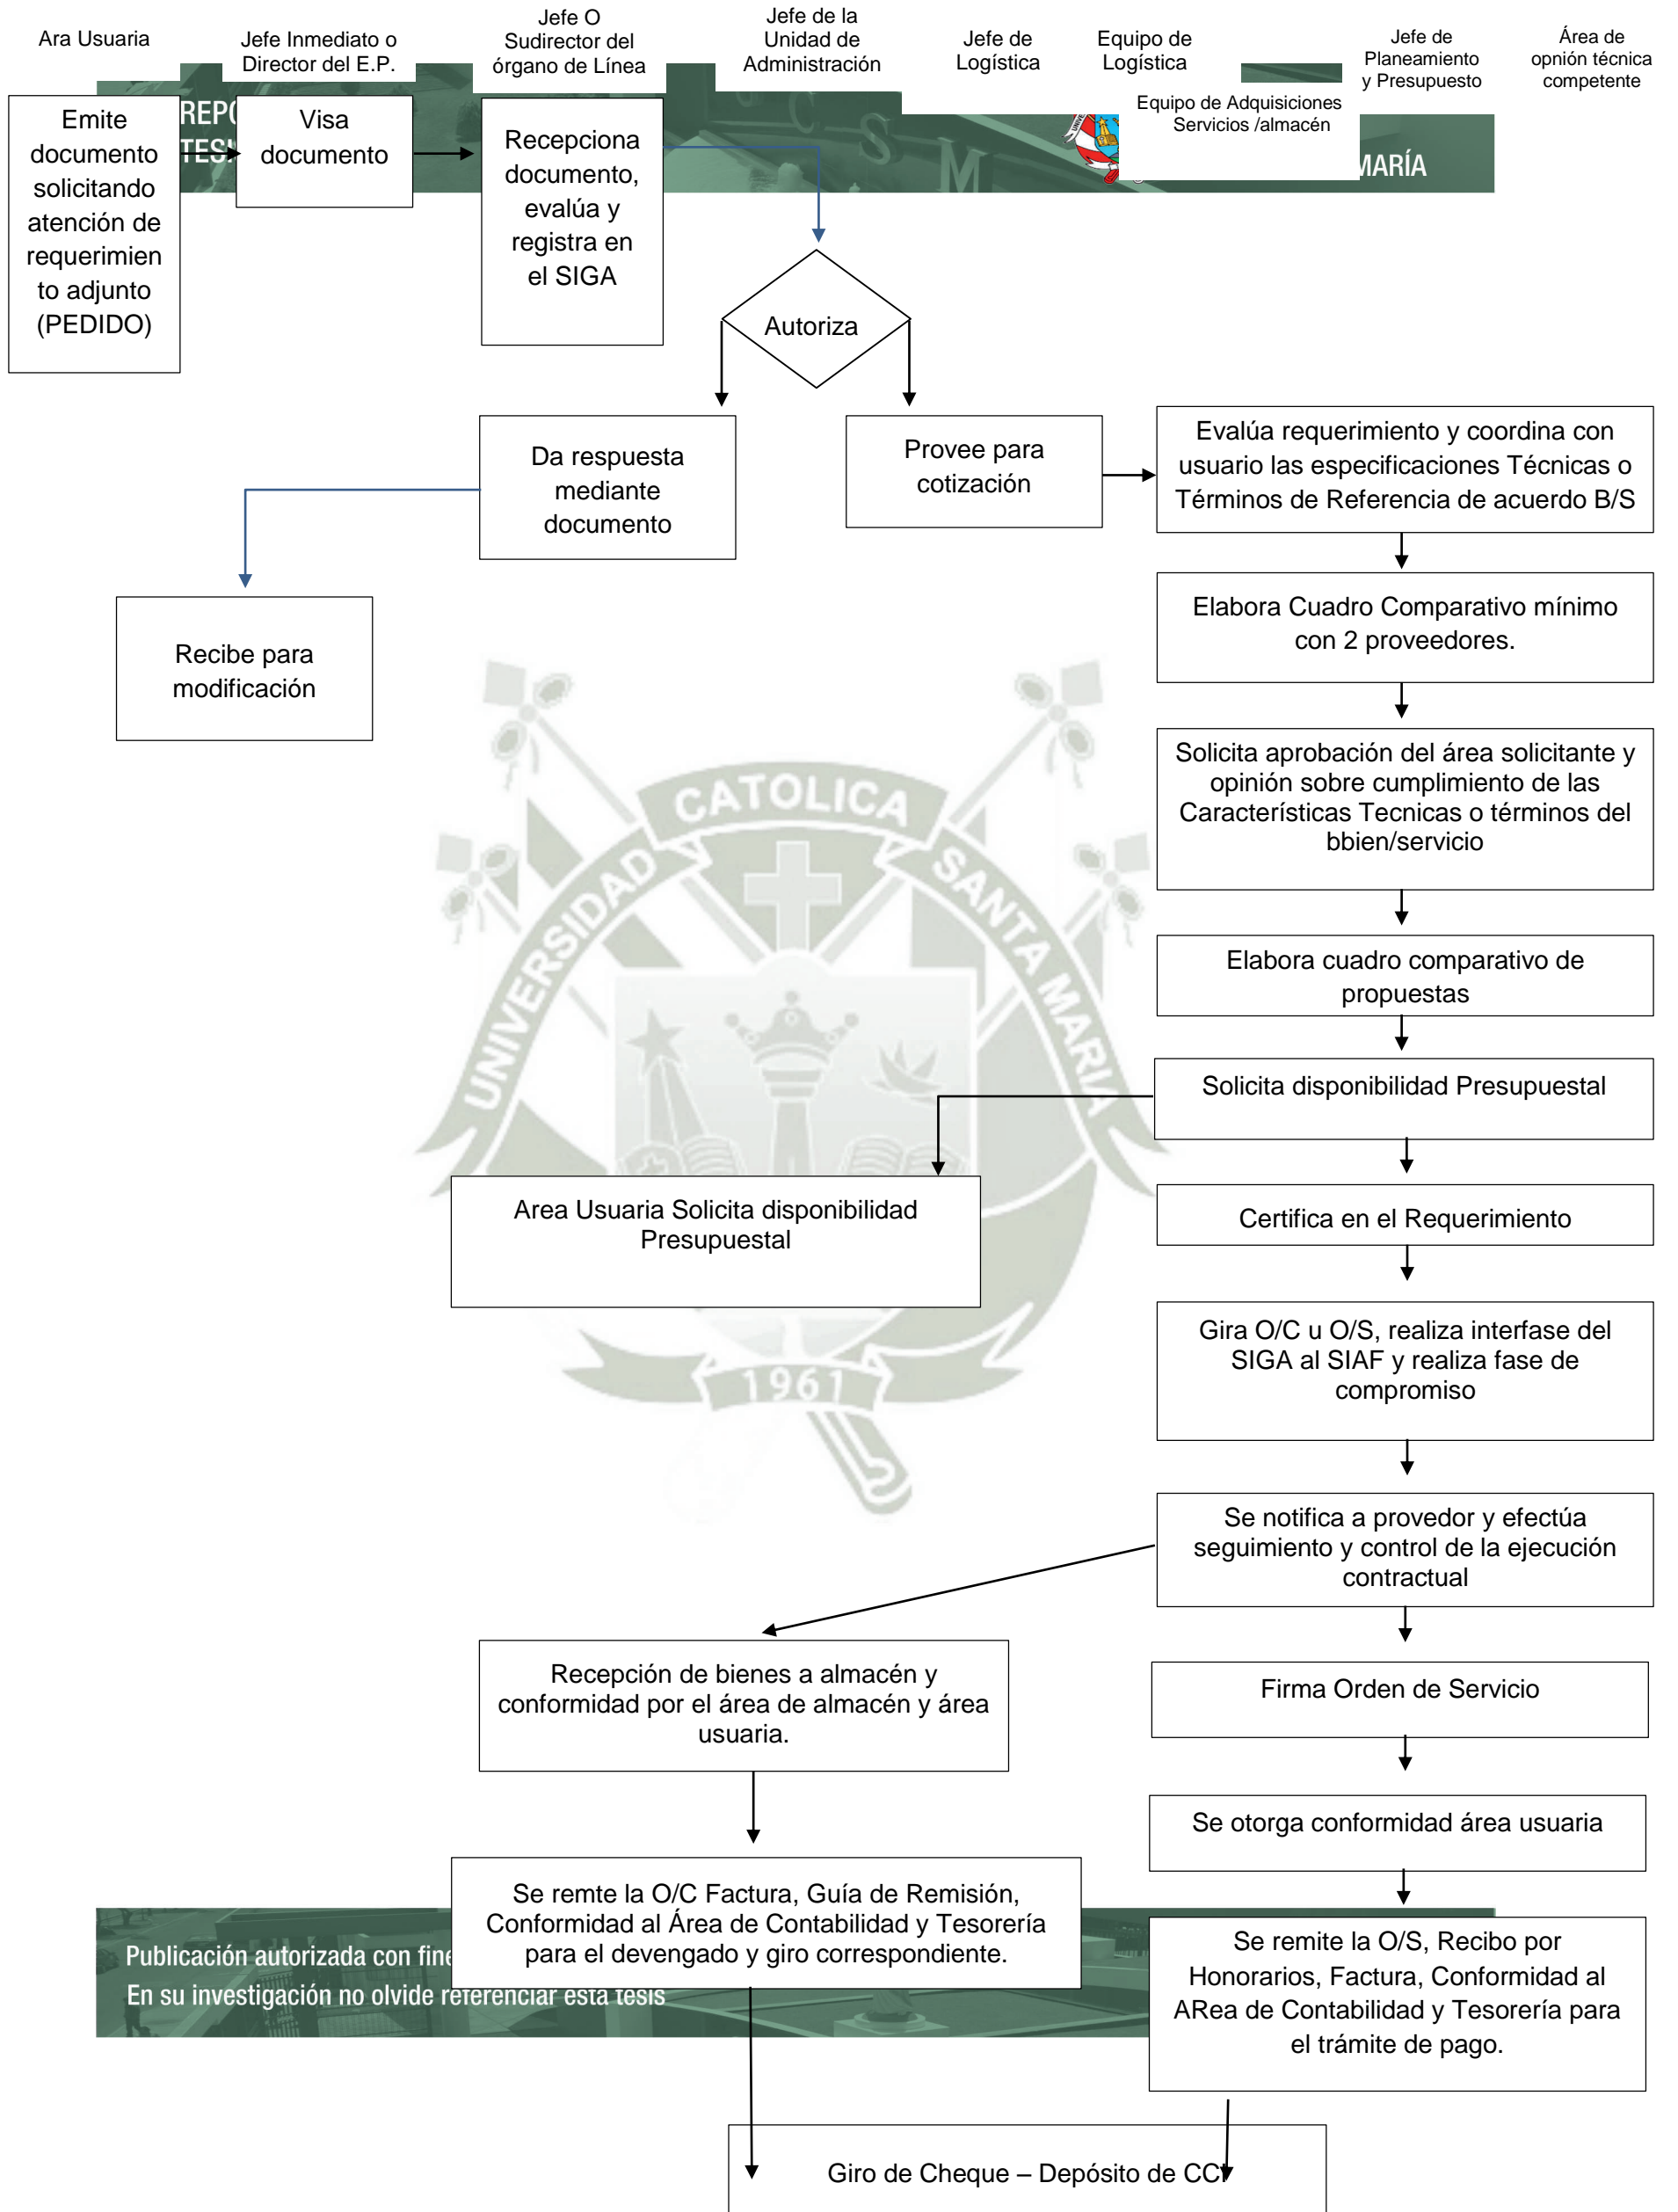 Ara Usuaria
Jefe Inmediato o
Director del E.P.
Jefe O
Sudirector del
órgano de Línea
Jefe de la
Unidad de
Administración
Jefe de
Logística
Equipo de
Logística
Jefe de
Planeamiento
y Presupuesto
Área de
opnión técnica
competente
Equipo de Adquisiciones
Servicios /almacén
REPO
TESI
C S M
MARÍA
Emite
documento
solicitando
atención de
requerimien
to adjunto
(PEDIDO)
Visa
documento
Recepciona
documento,
evalúa y
registra en
el SIGA
Autoriza
Da respuesta
mediante
documento
Provee para
cotización
Evalúa requerimiento y coordina con
usuario las especificaciones Técnicas o
Términos de Referencia de acuerdo B/S
Recibe para
modificación
Elabora Cuadro Comparativo mínimo
con 2 proveedores.
Solicita aprobación del área solicitante y
opinión sobre cumplimiento de las
Característicás Tecnicas o términos del
bbien/servicio
UNIVERSIDAD CATOLICA SANTA MARIA
1961
Elabora cuadro comparativo de
propuestas
Solicita disponibilidad Presupuestal
Area Usuaria Solicita disponibilidad
Presupuestal
Certifica en el Requerimiento
Gira O/C u O/S, realiza interfase del
SIGA al SIAF y realiza fase de
compromiso
Se notifica a provedor y efectúa
seguimiento y control de la ejecución
contractual
Recepción de bienes a almacén y
conformidad por el área de almacén y área
usuaria.
Firma Orden de Servicio
Se otorga conformidad área usuaria
Se remte la O/C Factura, Guía de Remisión,
Conformidad al Área de Contabilidad y Tesorería
para el devengado y giro correspondiente.
Se remite la O/S, Recibo por
Honorarios, Factura, Conformidad al
ARea de Contabilidad y Tesorería para
el trámite de pago.
Publicación autorizada con fine
En su investigación no olvide referenciar esta tesis
Giro de Cheque – Depósito de CCI